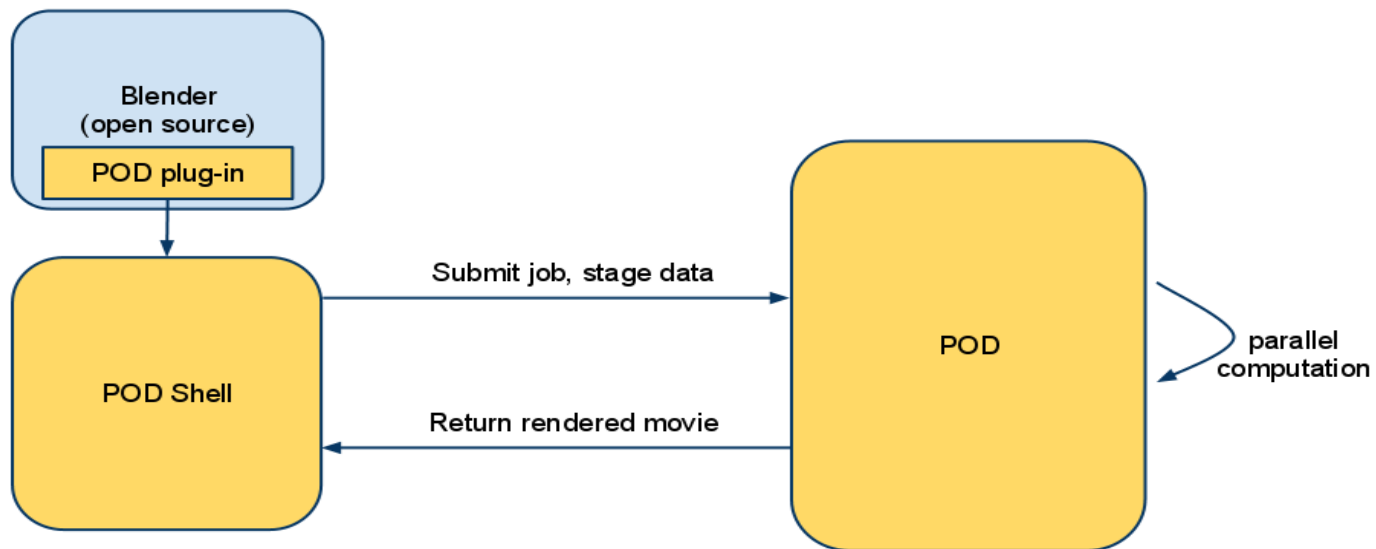 Blender
(open source)
POD plug-in
Submit job, stage data
POD Shell
POD
parallel
computation
Return rendered movie